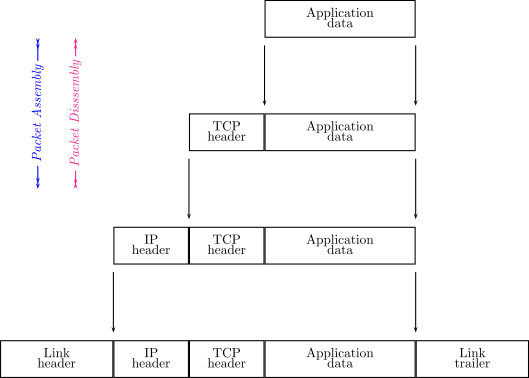 Application
data
Packet Assembly
Packet Disssembly
TCP
header
Application
data
IP
header
TCP
header
Application
data
Link
header
IP
header
TCP
header
Application
data
Link
trailer